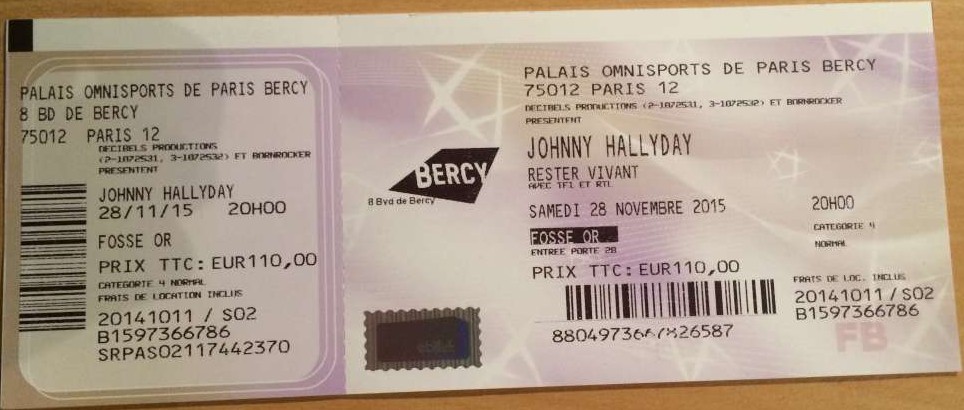 PALAIS OMNISPORTS DE PARIS BERCY
8 BD DE BERCY
75012 PARIS 12
DECIBELS PRODUCTIONS
(2-1072531, 3-1072532) ET BORNROCKER
PRESENTENT
JOHNNY HALLYDAY
28/11/15 20H00
FOSSE OR
PRIX TTC: EUR110,00
CATEGORIE 4 NORMAL
FRAIS DE LOCATION INCLUS
20141011 / S02
B1597366786
SRPAS02117442370
BERCY
8 Bvd de Bercy
PALAIS OMNISPORTS DE PARIS BERCY
75012 PARIS 12
DECIBELS PRODUCTIONS (2-1072531, 3-1072532) ET BORNROCKER
PRESENTENT
JOHNNY HALLYDAY
RESTER VIVANT
AVEC TF1 ET RTL
SAMEDI 28 NOVEMBRE 2015 20H00
FOSSE OR CATEGORIE 4
ENTREE PORTE 28 NORMAL
PRIX TTC: EUR110,00
FRAIS DE LOC. INCLUS
20141011 / S02
B1597366786
FB